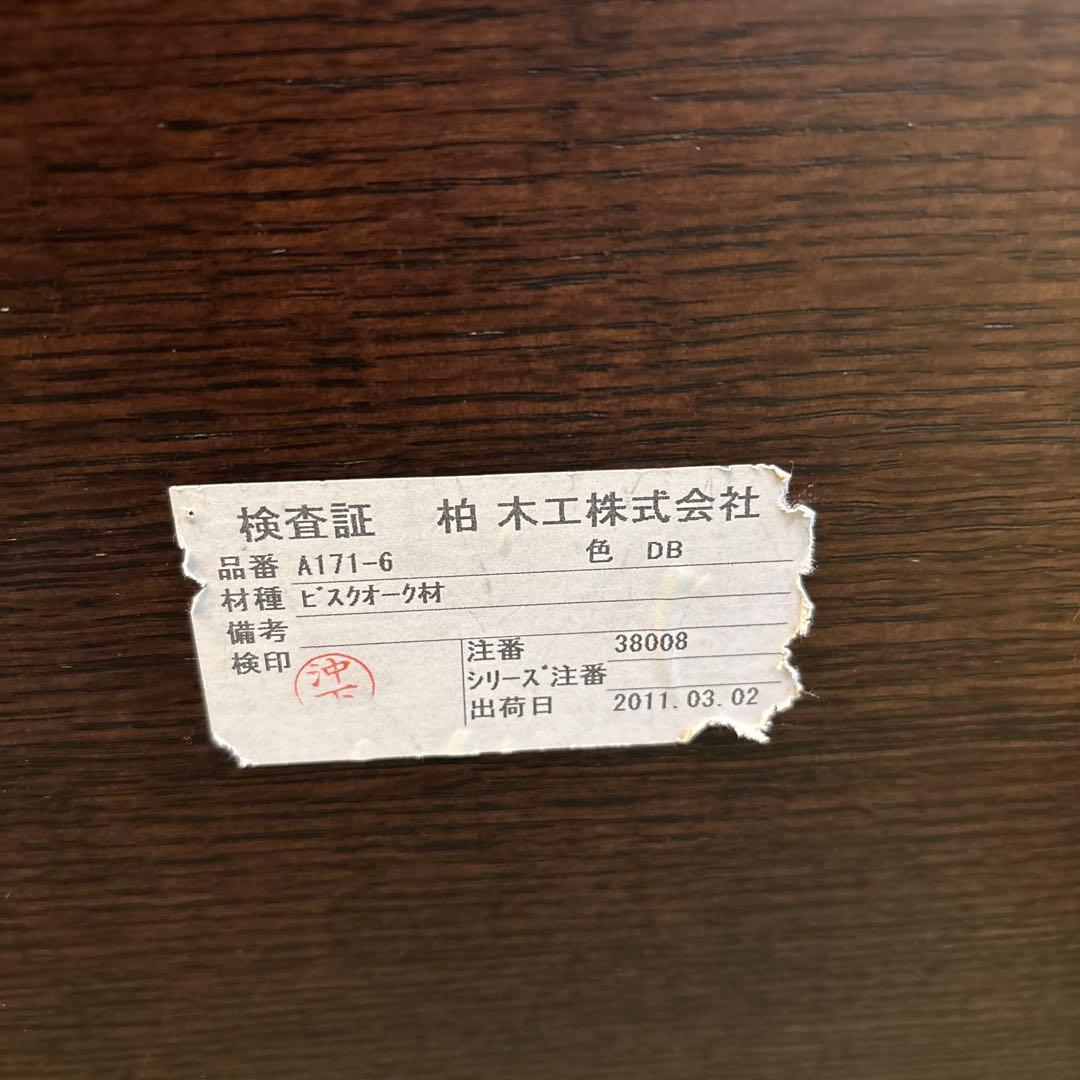 検査証 柏木工株式会社
品番 A171-6 色 DB
材種 ビスクオーク材
備考
検印 沖
注番 38008
シリーズ注番
出荷日 2011.03.02